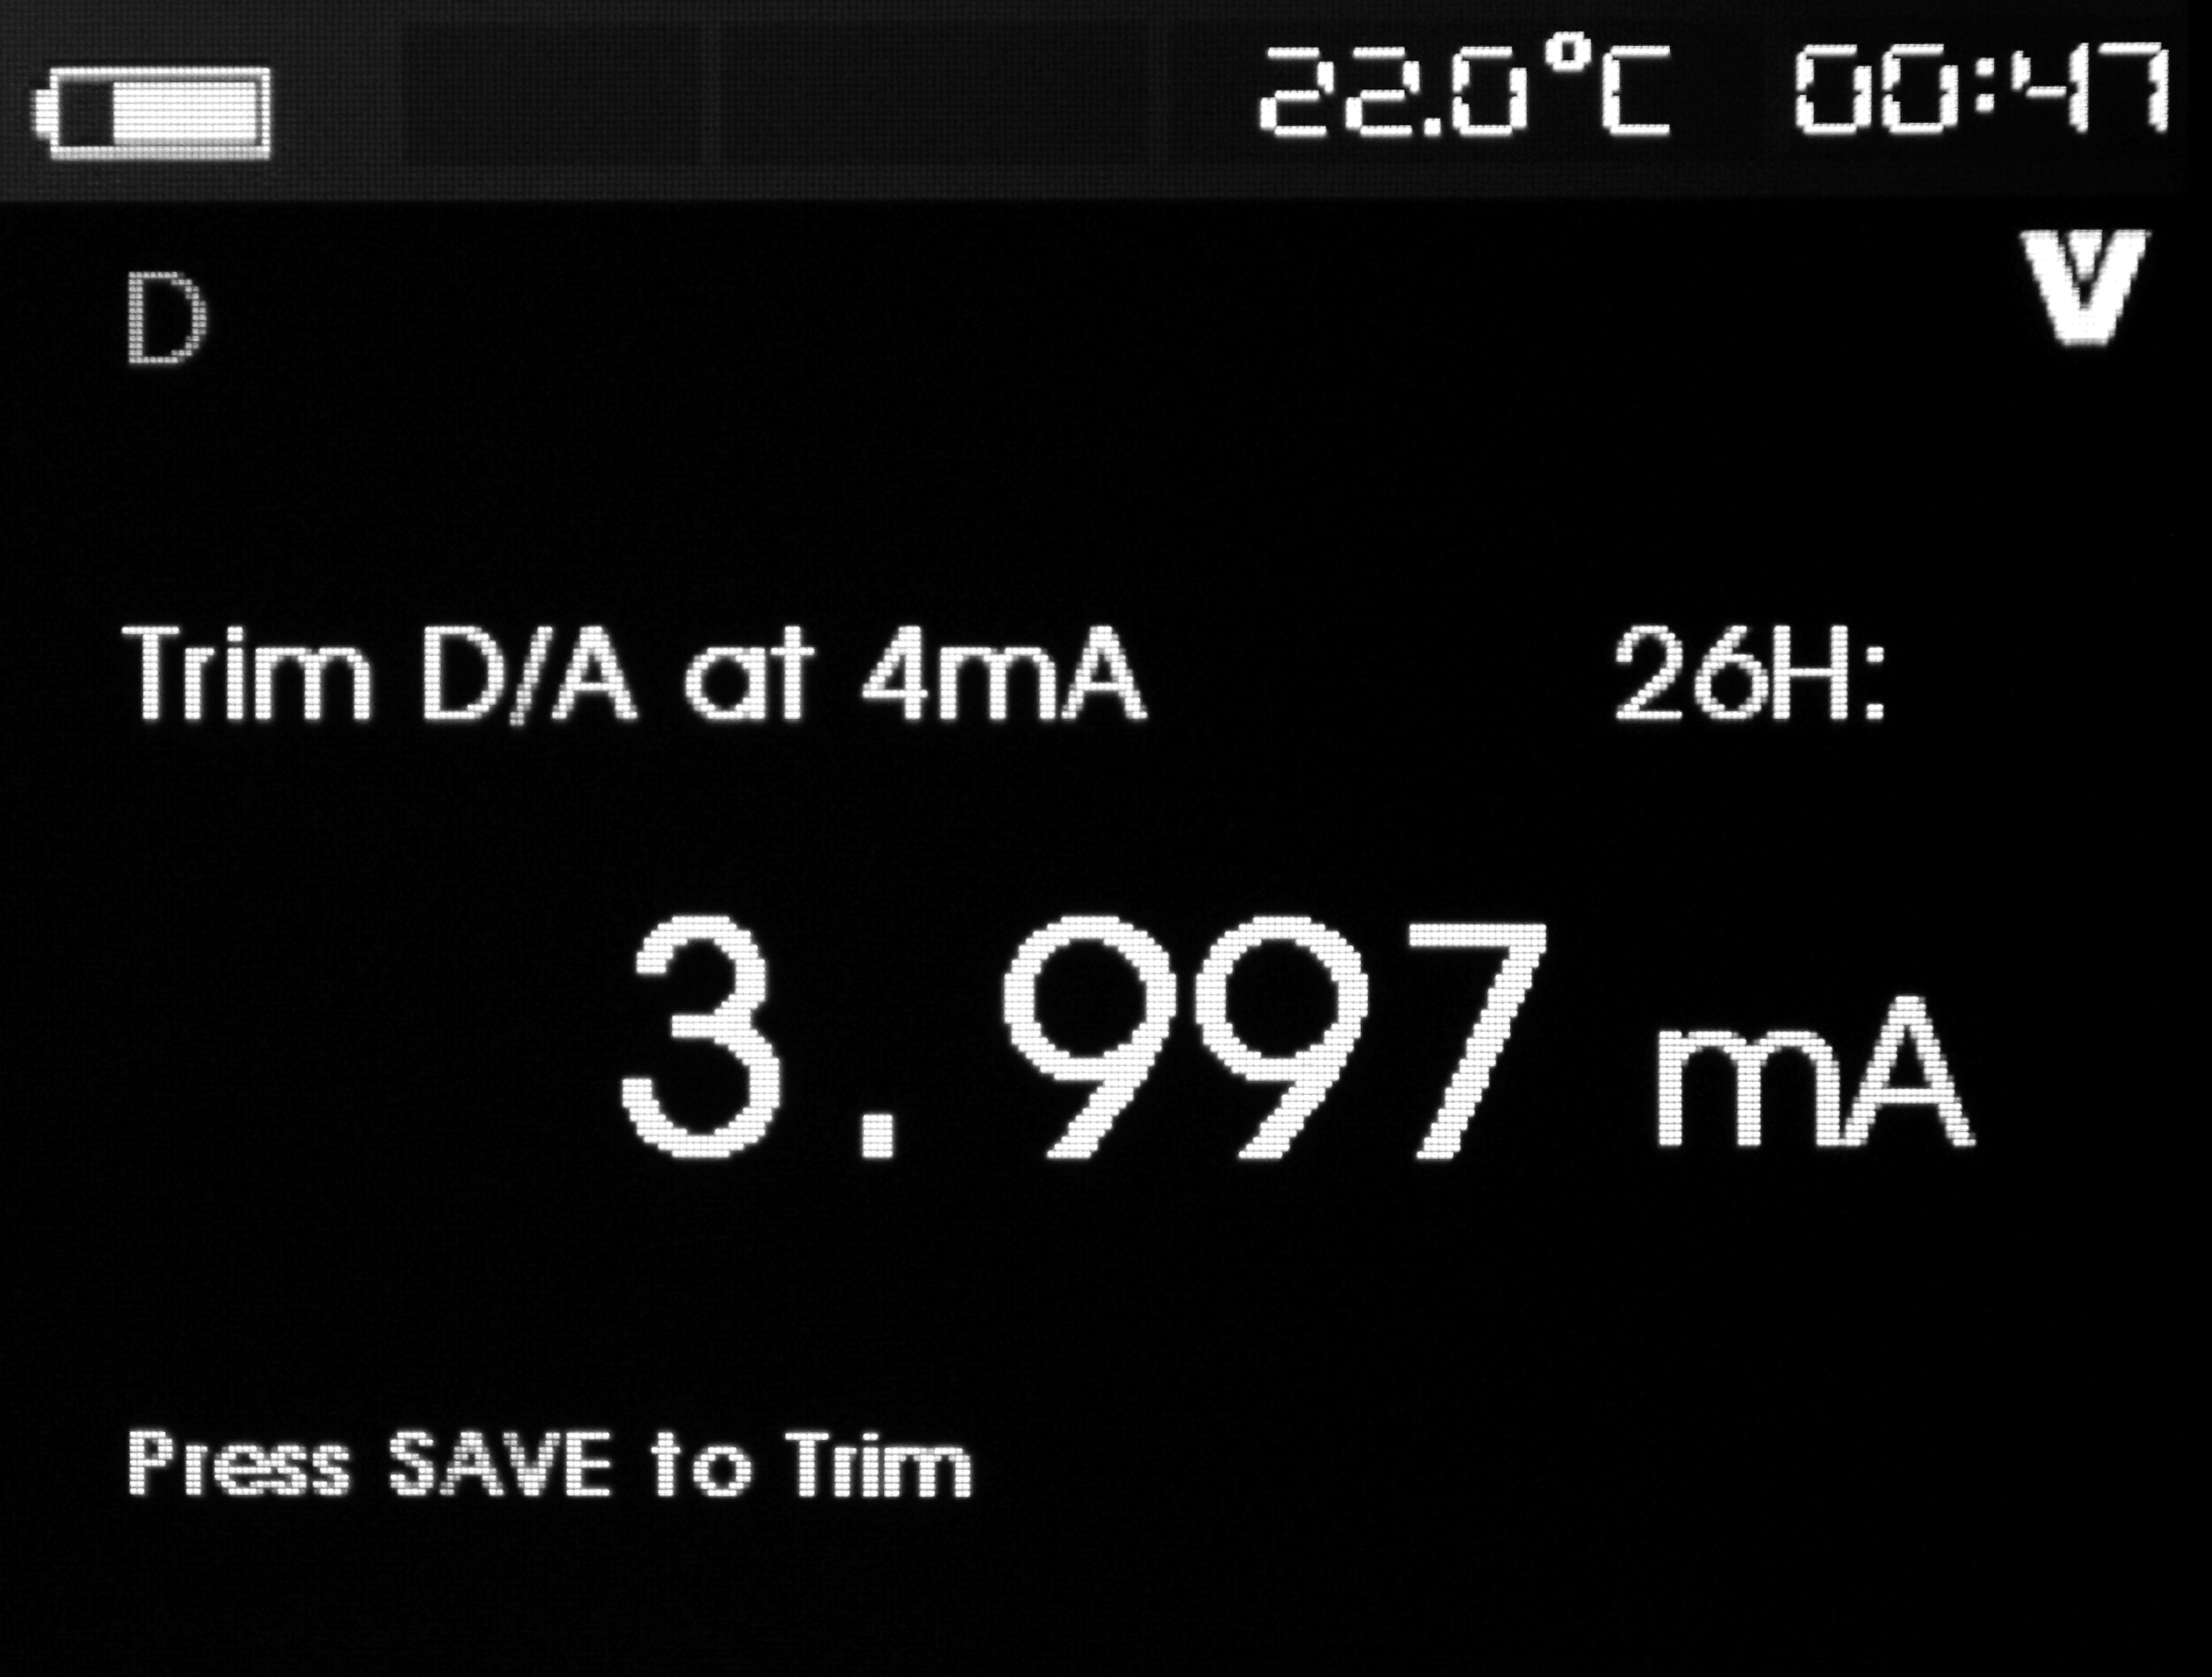 22.0°C 00:47
D V
Trim D/A at 4mA 26H:
3.997 mA
Press SAVE to Trim